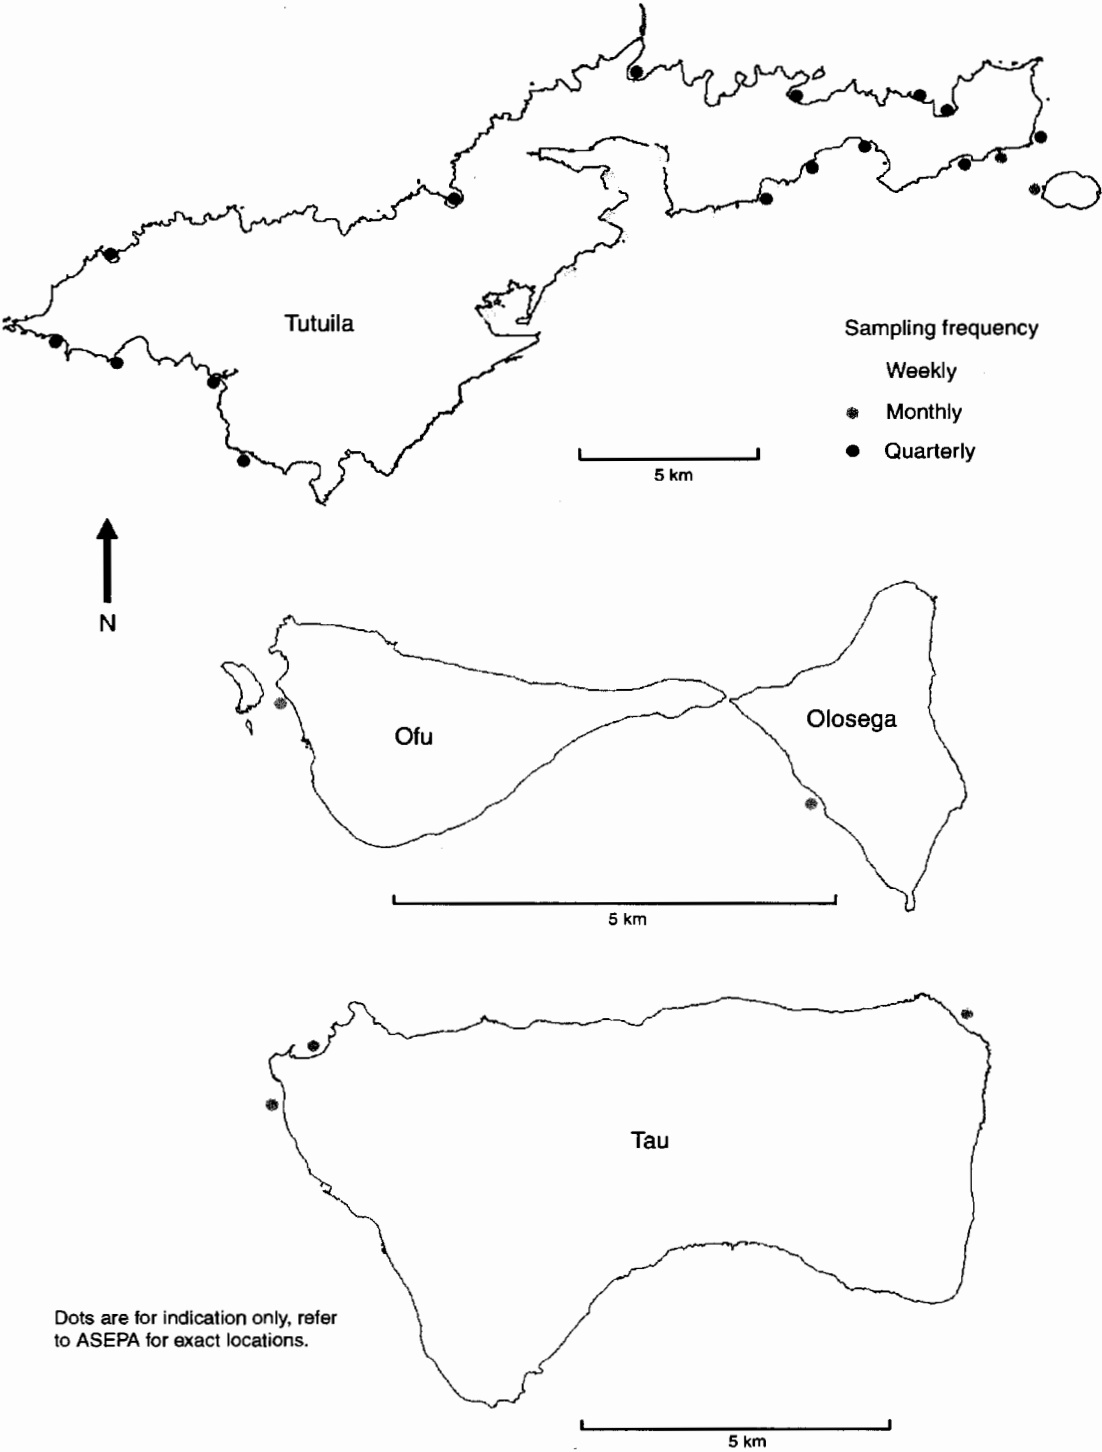 Tutuila
Sampling frequency
Weekly
Monthly
Quarterly
5 km
N
Ofu
Olosega
5 km
Tau
Dots are for indication only, refer
to ASEPA for exact locations.
5 km